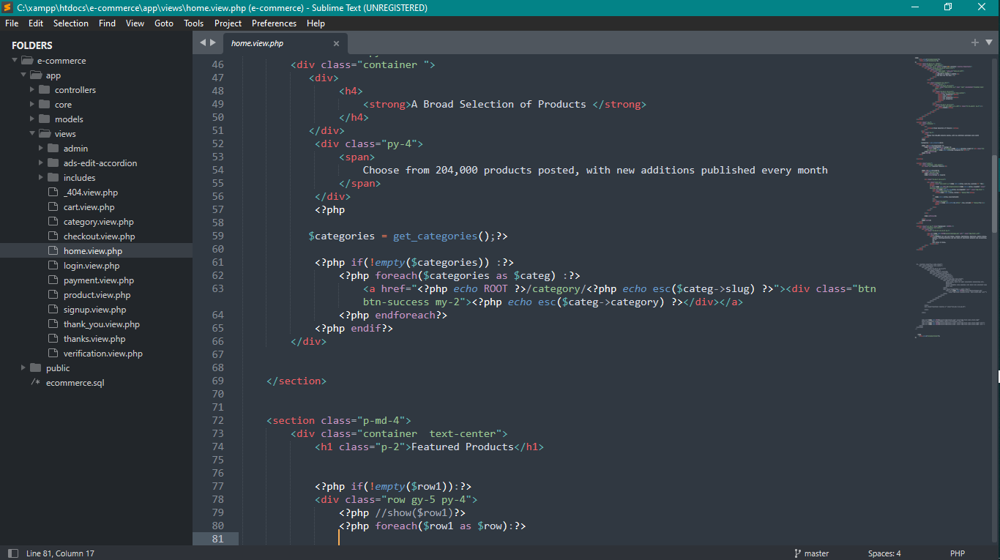 C:\xampp\htdocs\e-commerce\app\views\home.view.php (e-commerce) - Sublime Text (UNREGISTERED)
File Edit Selection Find View Goto Tools Project Preferences Help
FOLDERS
e-commerce
app
controllers
core
models
views
admin
ads-edit-accordion
includes
_404.view.php
cart.view.php
category.view.php
checkout.view.php
home.view.php
login.view.php
payment.view.php
product.view.php
signup.view.php
thank_you.view.php
thanks.view.php
verification.view.php
public
/* ecommerce.sql
home.view.php
46 <div class="container ">
47 <div>
48 <h4>
49 <strong>A Broad Selection of Products </strong>
50 </h4>
51 </div>
52 <div class="py-4">
53 <span>
54 Choose from 204,000 products posted, with new additions published every month
55 </span>
56 </div>
57 <?php
58
59 $categories = get_categories();?>
60
61 <?php if(!empty($categories)) :?>
62 <?php foreach($categories as $categ) :?>
63 <a href="<?php echo ROOT ?>/category/<?php echo esc($categ->slug) ?>"><div class="btn
btn-success my-2"><?php echo esc($categ->category) ?></div></a>
64 <?php endforeach?>
65 <?php endif?>
66 </div>
67
68
69 </section>
70
71
72 <section class="p-md-4">
73 <div class="container  text-center">
74 <h1 class="p-2">Featured Products</h1>
75
76
77 <?php if(!empty($row1)):?>
78 <div class="row gy-5 py-4">
79 <?php //show($row1)?>
80 <?php foreach($row1 as $row):?>
81
Line 81, Column 17
master
Spaces: 4
PHP